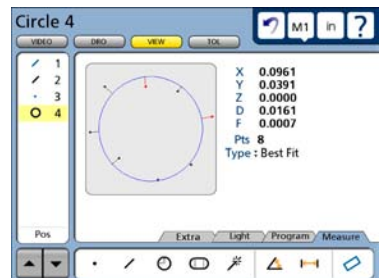 Circle 4
M1 in ?
VIDEO DRO VIEW TOL
1
2
3
4
X 0.0961
Y 0.0391
Z 0.0000
D 0.0161
F 0.0007
Pts 8
Type : Best Fit
Pos
Extra Light Program Measure